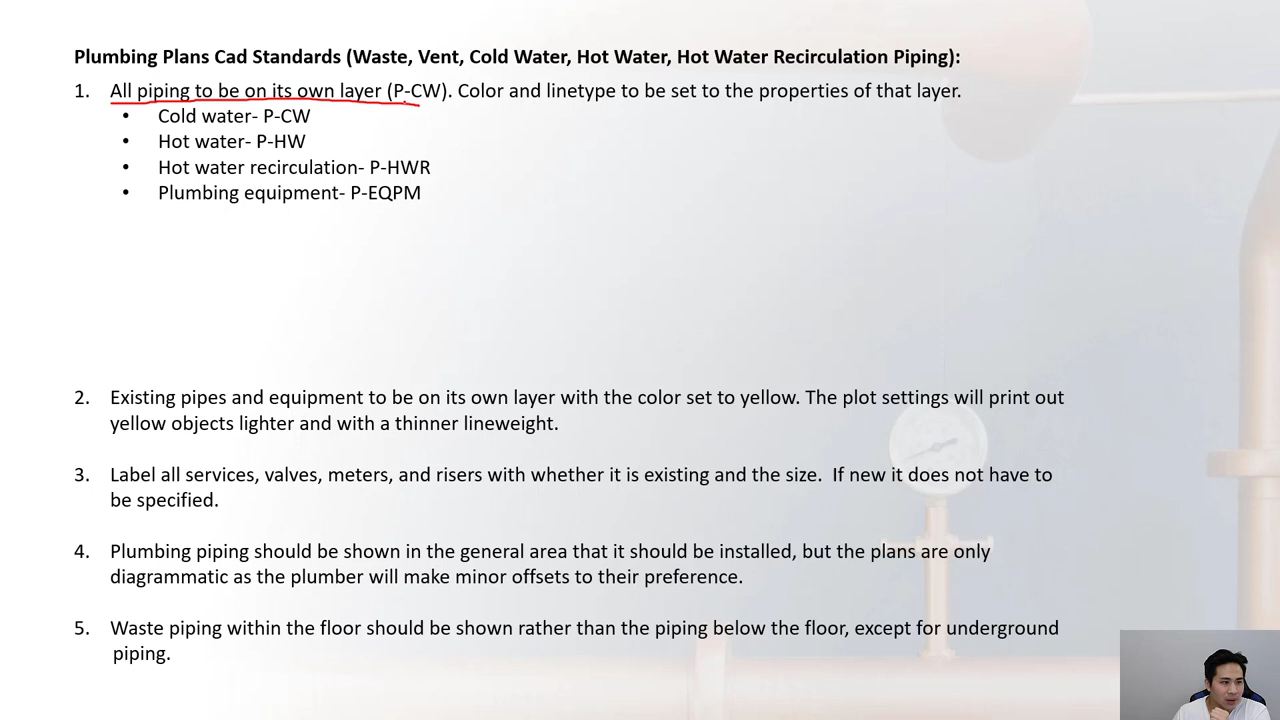 Plumbing Plans Cad Standards (Waste, Vent, Cold Water, Hot Water, Hot Water Recirculation Piping):
1. All piping to be on its own layer (P-CW). Color and linetype to be set to the properties of that layer.
• Cold water- P-CW
• Hot water- P-HW
• Hot water recirculation- P-HWR
• Plumbing equipment- P-EQPM
2. Existing pipes and equipment to be on its own layer with the color set to yellow. The plot settings will print out
yellow objects lighter and with a thinner lineweight.
3. Label all services, valves, meters, and risers with whether it is existing and the size.  If new it does not have to
be specified.
4. Plumbing piping should be shown in the general area that it should be installed, but the plans are only
diagrammatic as the plumber will make minor offsets to their preference.
5. Waste piping within the floor should be shown rather than the piping below the floor, except for underground
piping.